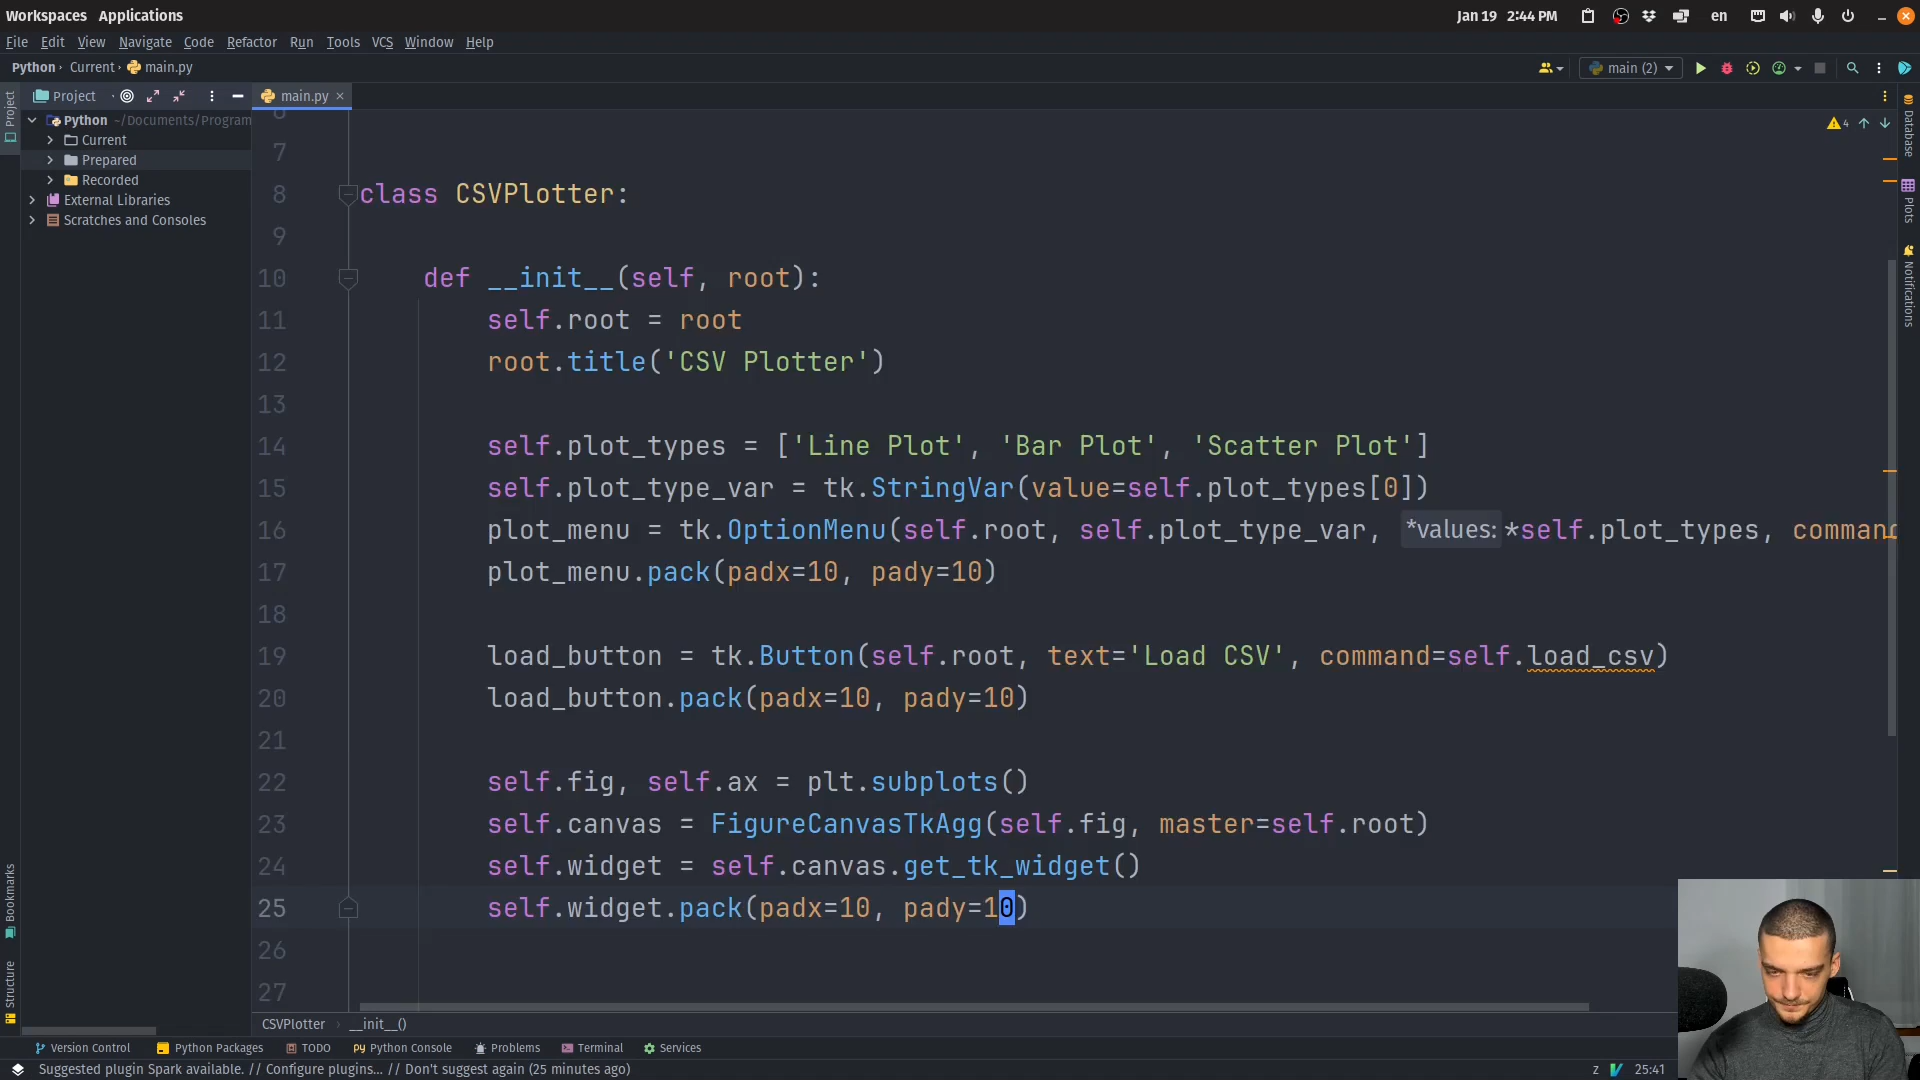 Workspaces Applications
Jan 19 2:44 PM
en
File Edit View Navigate Code Refactor Run Tools VCS Window Help
Python › Current › main.py
main (2)
Project
main.py ×
Python ~/Documents/Program
Current
Prepared
Recorded
External Libraries
Scratches and Consoles
Project
Bookmarks
Structure
4
Database
Plots
Notifications
6
7
8 class CSVPlotter:
9
10 def __init__(self, root):
11 self.root = root
12 root.title('CSV Plotter')
13
14 self.plot_types = ['Line Plot', 'Bar Plot', 'Scatter Plot']
15 self.plot_type_var = tk.StringVar(value=self.plot_types[0])
16 plot_menu = tk.OptionMenu(self.root, self.plot_type_var, *values: *self.plot_types, command
17 plot_menu.pack(padx=10, pady=10)
18
19 load_button = tk.Button(self.root, text='Load CSV', command=self.load_csv)
20 load_button.pack(padx=10, pady=10)
21
22 self.fig, self.ax = plt.subplots()
23 self.canvas = FigureCanvasTkAgg(self.fig, master=self.root)
24 self.widget = self.canvas.get_tk_widget()
25 self.widget.pack(padx=10, pady=10)
26
27
CSVPlotter › __init__()
Version Control Python Packages TODO Python Console Problems Terminal Services
Suggested plugin Spark available. // Configure plugins... // Don't suggest again (25 minutes ago)
z 25:41